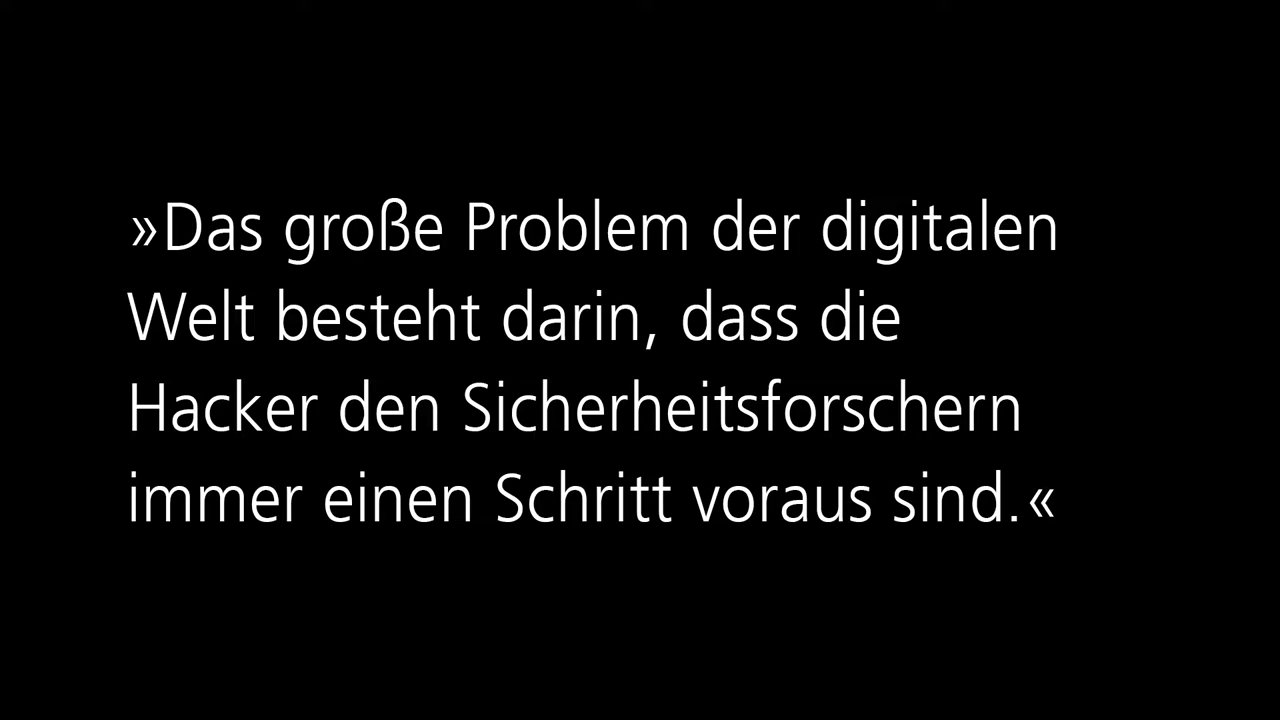 »Das große Problem der digitalen
Welt besteht darin, dass die
Hacker den Sicherheitsforschern
immer einen Schritt voraus sind.«